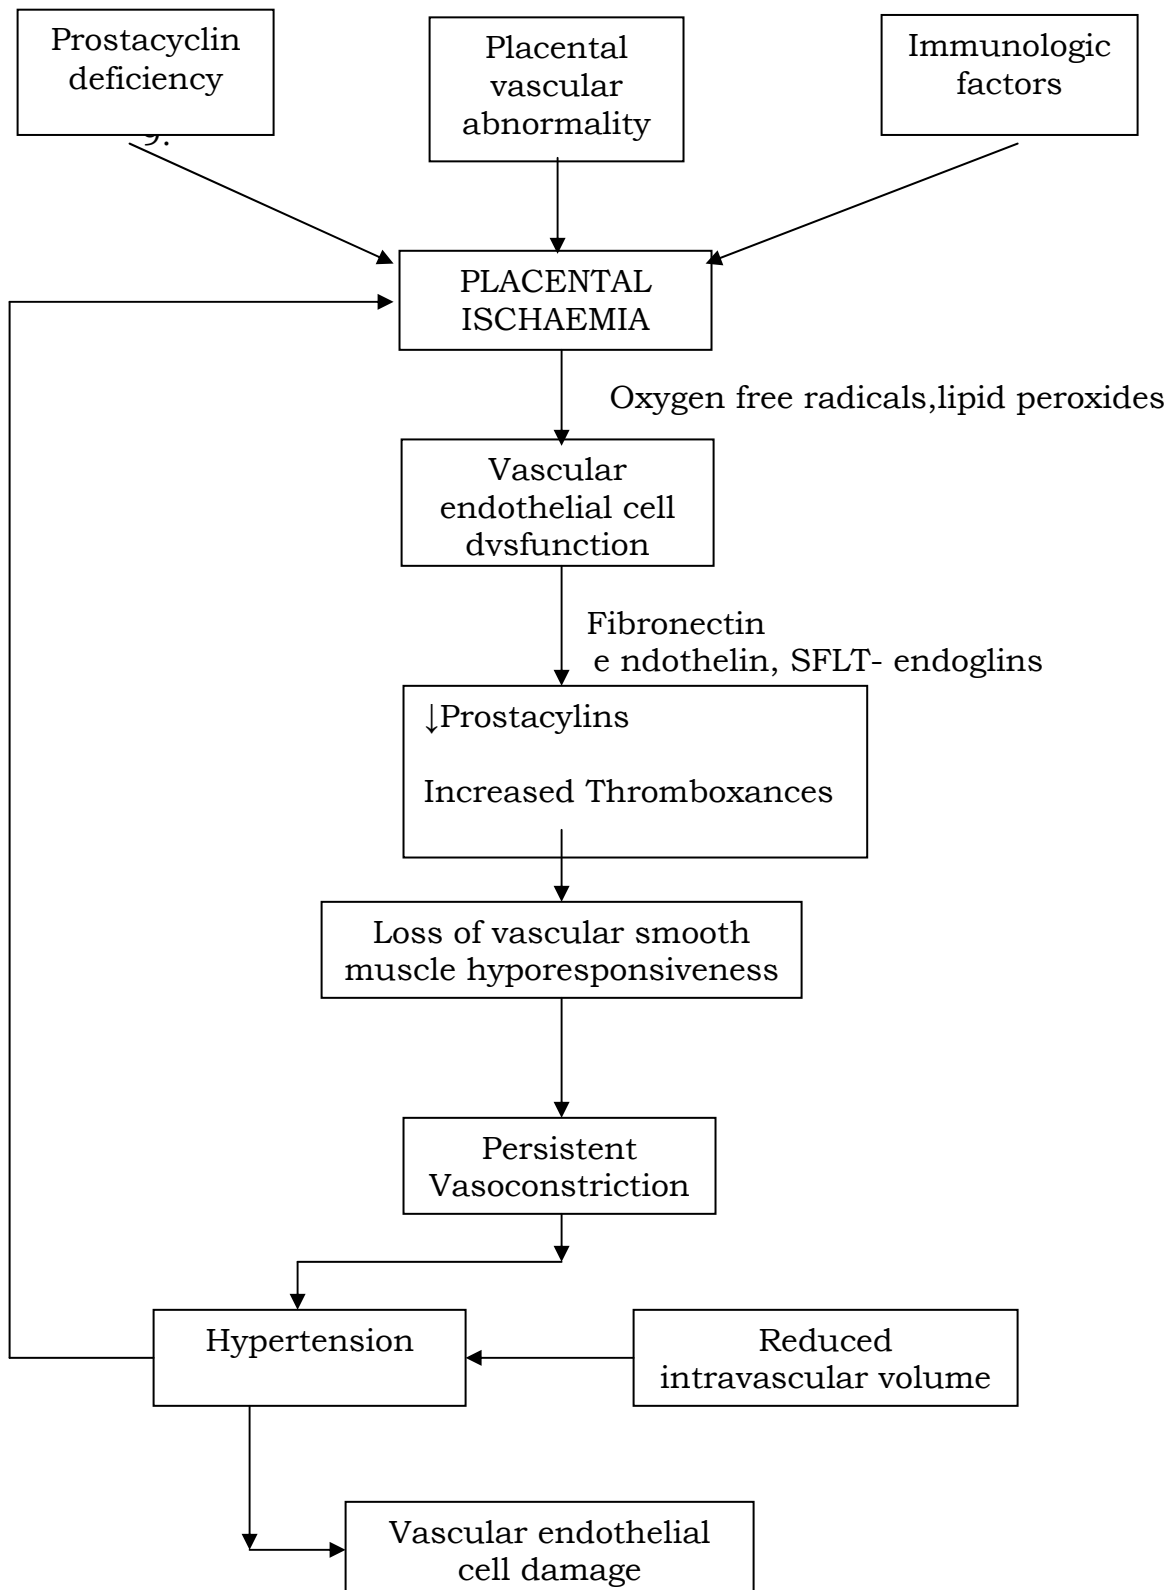 Prostacyclin
deficiency
Placental
vascular
abnormality
Immunologic
factors
9.
PLACENTAL
ISCHAEMIA
Oxygen free radicals,lipid peroxides
Vascular
endothelial cell
dvsfunction
Fibronectin
e ndothelin, SFLT- endoglins
↓Prostacylins
Increased Thromboxances
Loss of vascular smooth
muscle hyporesponsiveness
Persistent
Vasoconstriction
Hypertension
Reduced
intravascular volume
Vascular endothelial
cell damage